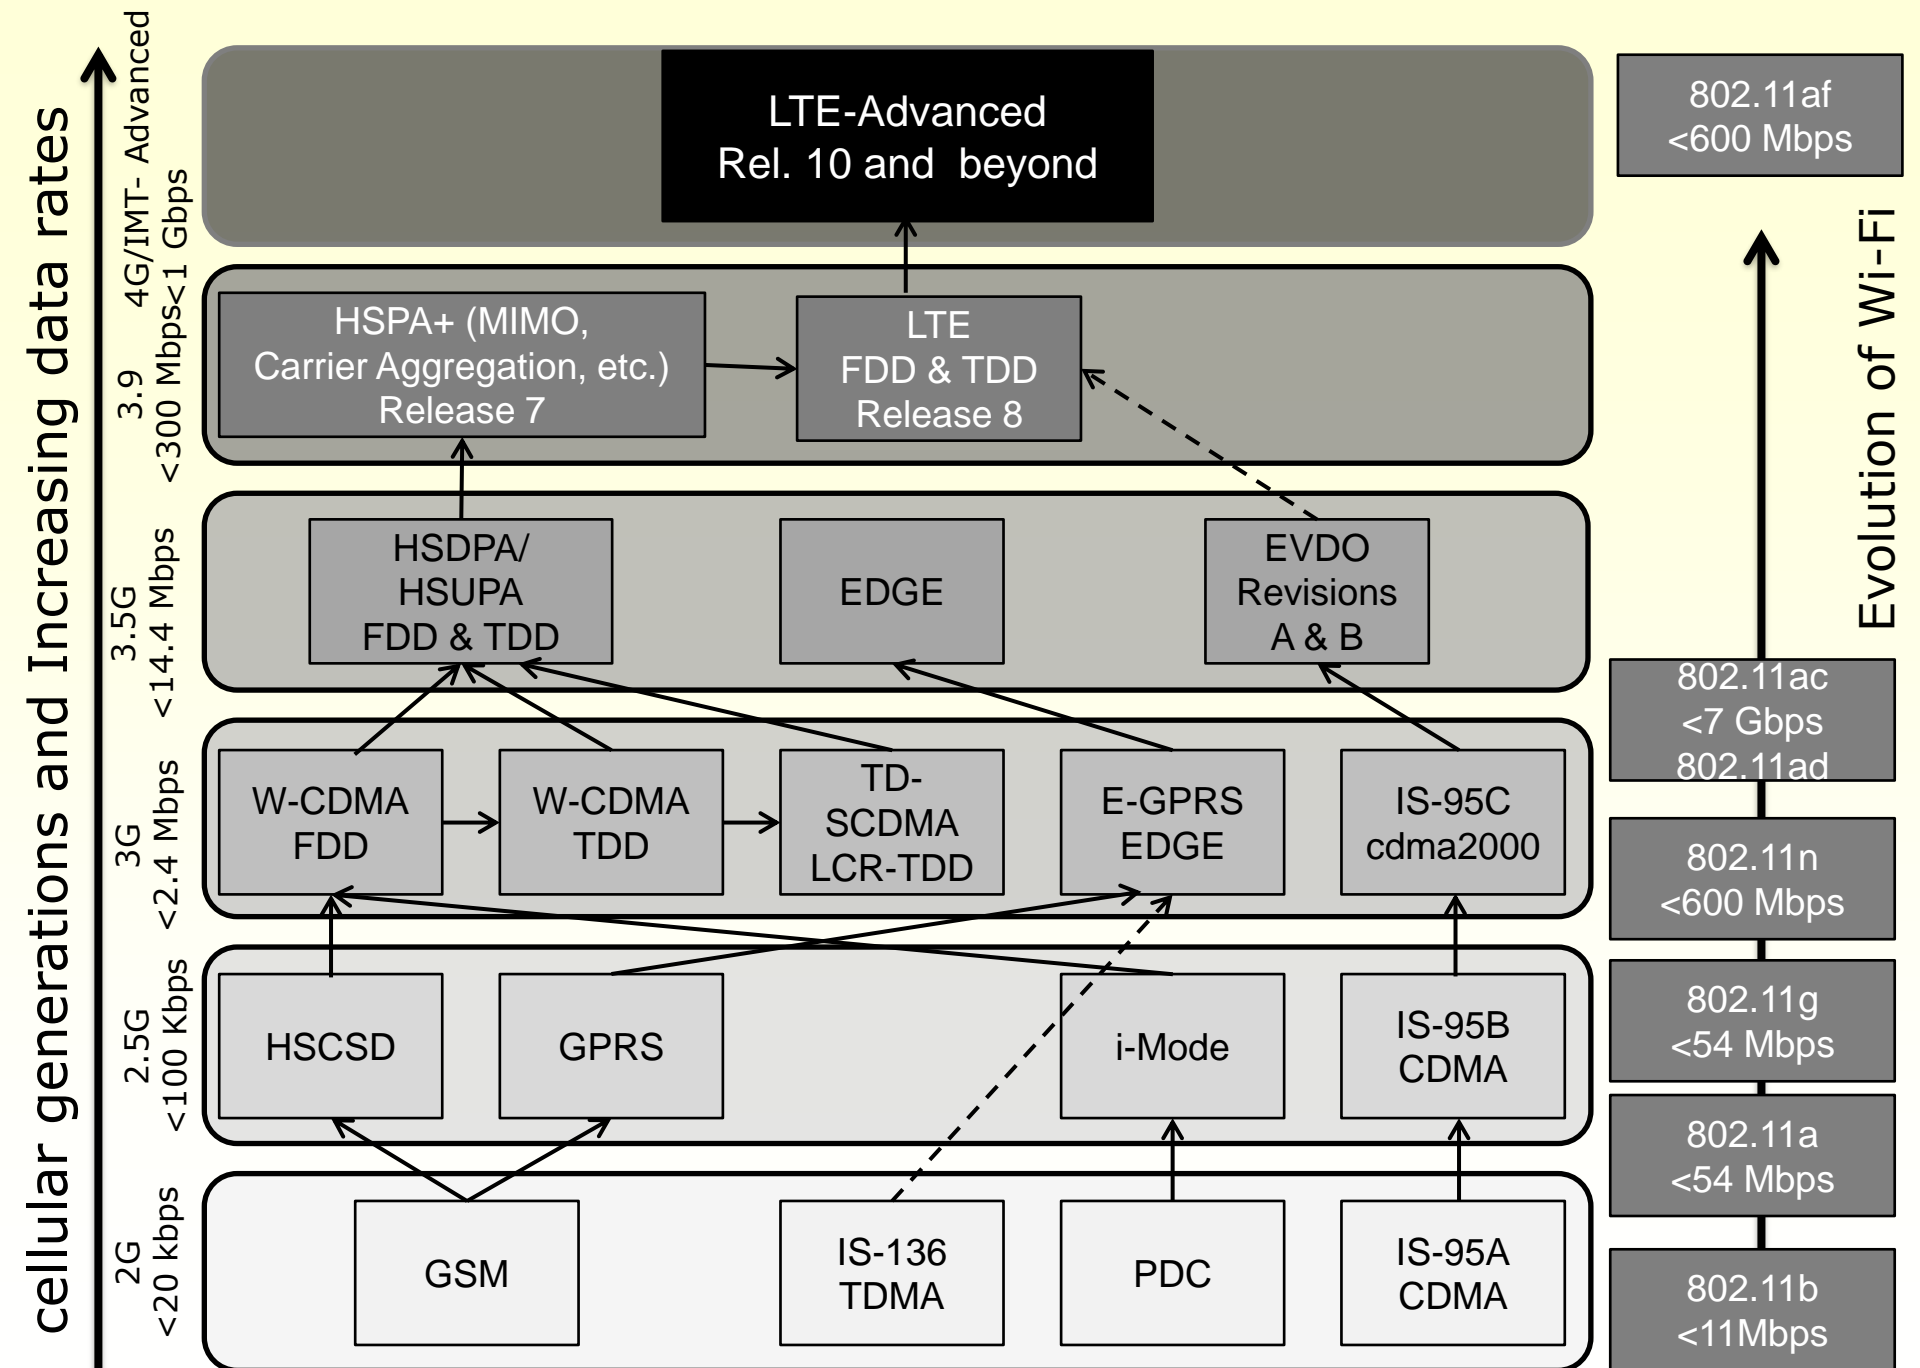 cellular generations and Increasing data rates
4G/IMT- Advanced
<1 Gbps
LTE-Advanced
Rel. 10 and beyond
802.11af
<600 Mbps
Evolution of Wi-Fi
3.9
<300 Mbps
HSPA+ (MIMO,
Carrier Aggregation, etc.)
Release 7
LTE
FDD & TDD
Release 8
3.5G
<14.4 Mbps
HSDPA/
HSUPA
FDD & TDD
EDGE
EVDO
Revisions
A & B
802.11ac
<7 Gbps
802.11ad
3G
<2.4 Mbps
W-CDMA
FDD
W-CDMA
TDD
TD-
SCDMA
LCR-TDD
E-GPRS
EDGE
IS-95C
cdma2000
802.11n
<600 Mbps
2.5G
<100 Kbps
HSCSD
GPRS
i-Mode
IS-95B
CDMA
802.11g
<54 Mbps
802.11a
<54 Mbps
2G
<20 kbps
GSM
IS-136
TDMA
PDC
IS-95A
CDMA
802.11b
<11Mbps